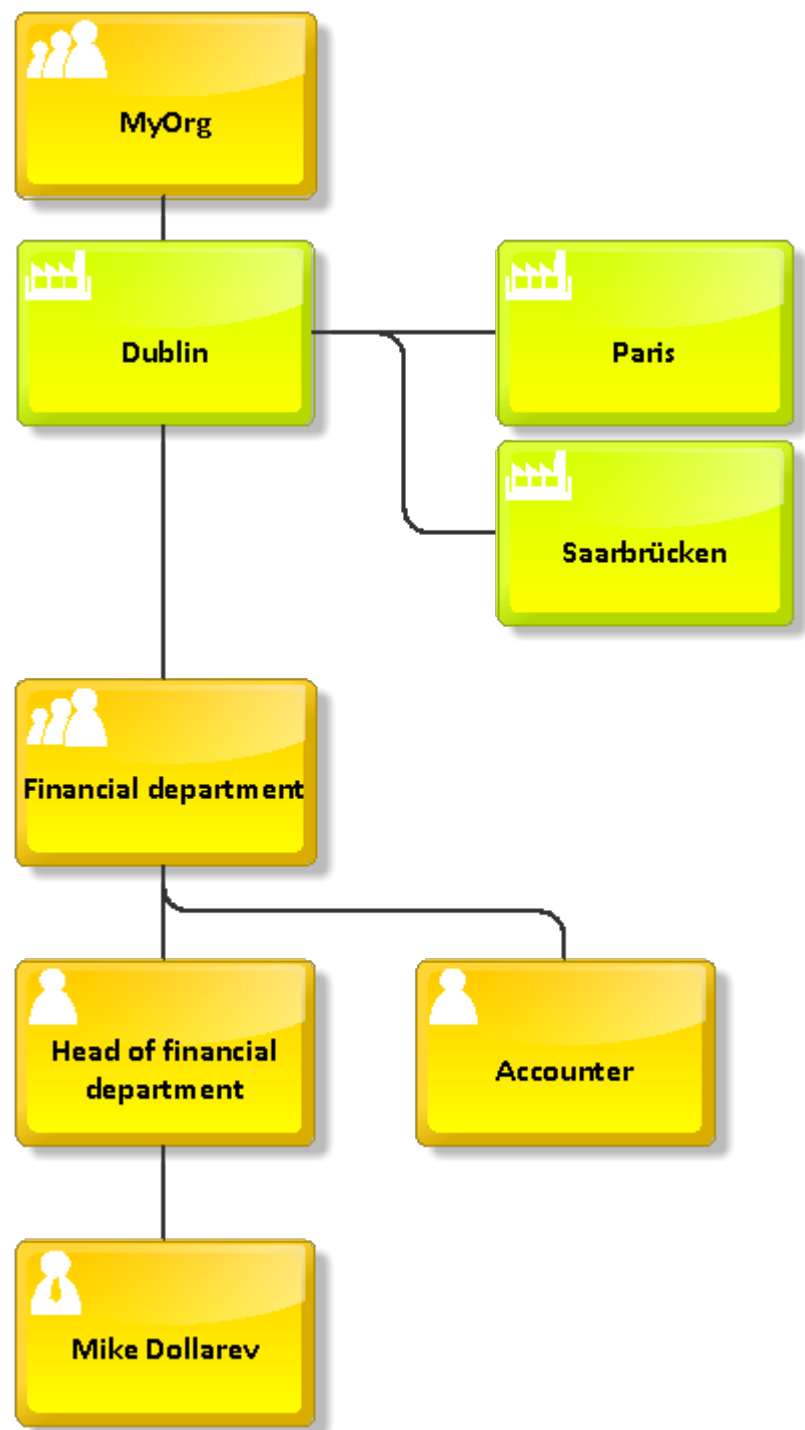 MyOrg
Dublin
Paris
Saarbrücken
Financial department
Head of financial
department
Accounter
Mike Dollarev